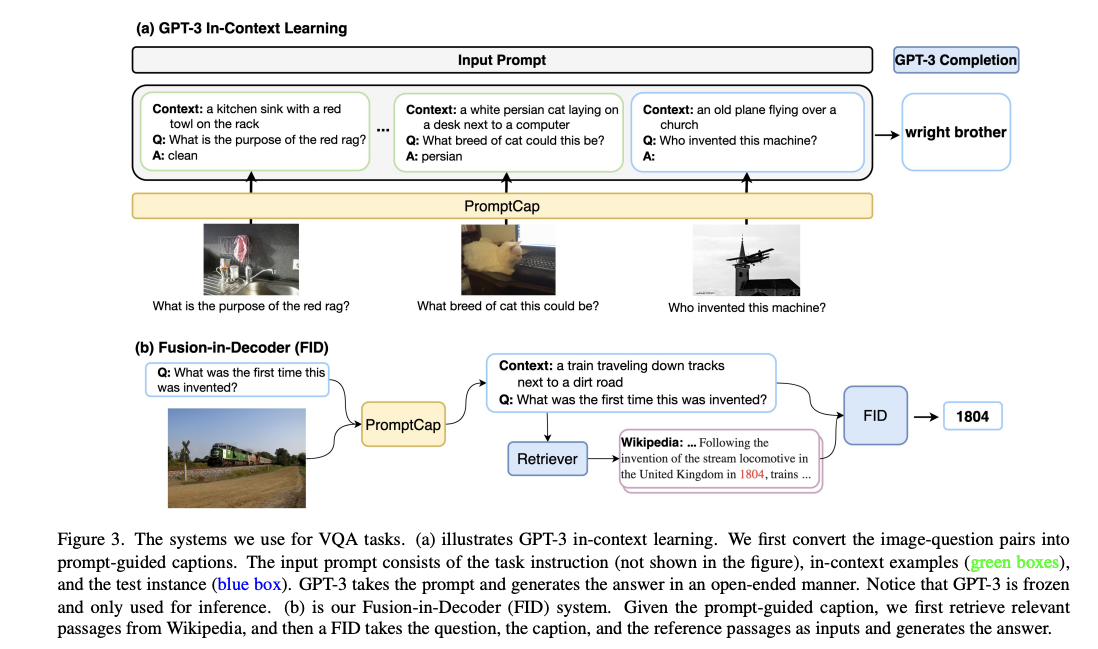 (a) GPT-3 In-Context Learning
Input Prompt
GPT-3 Completion
Context: a kitchen sink with a red
towl on the rack
Q: What is the purpose of the red rag?
A: clean
...
Context: a white persian cat laying on
a desk next to a computer
Q: What breed of cat could this be?
A: persian
Context: an old plane flying over a
church
Q: Who invented this machine?
A:
wright brother
PromptCap
What is the purpose of the red rag?
What breed of cat this could be?
Who invented this machine?
(b) Fusion-in-Decoder (FID)
Q: What was the first time this
was invented?
PromptCap
Context: a train traveling down tracks
next to a dirt road
Q: What was the first time this was invented?
Retriever
Wikipedia: ... Following the
invention of the stream locomotive in
the United Kingdom in 1804, trains ...
FID
1804
Figure 3. The systems we use for VQA tasks. (a) illustrates GPT-3 in-context learning. We first convert the image-question pairs into
prompt-guided captions. The input prompt consists of the task instruction (not shown in the figure), in-context examples (green boxes),
and the test instance (blue box). GPT-3 takes the prompt and generates the answer in an open-ended manner. Notice that GPT-3 is frozen
and only used for inference. (b) is our Fusion-in-Decoder (FID) system. Given the prompt-guided caption, we first retrieve relevant
passages from Wikipedia, and then a FID takes the question, the caption, and the reference passages as inputs and generates the answer.